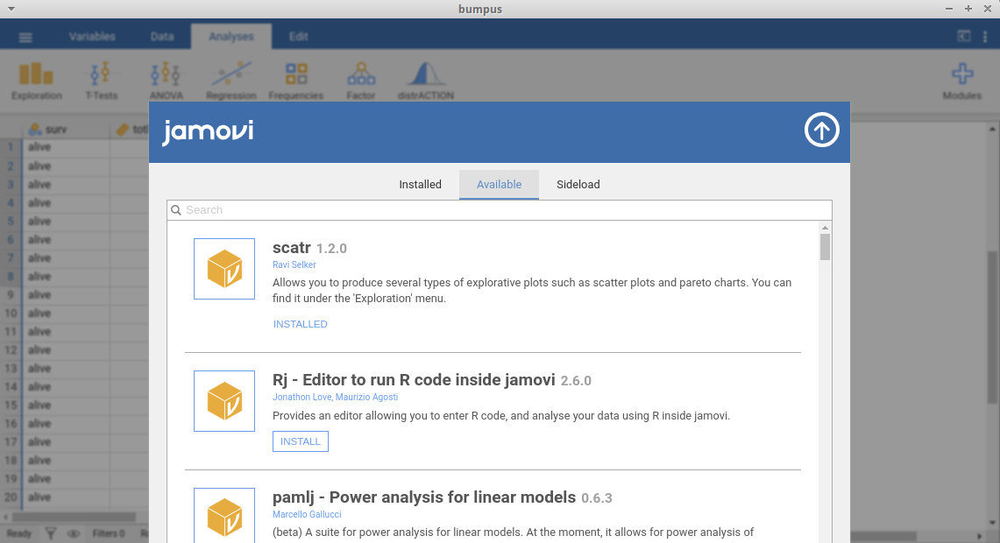 bumpus
Variables Data Analyses Edit
Exploration T-Tests ANOVA Regression Frequencies Factor distrACTION Modules
surv
1 alive
2 alive
3 alive
4 alive
5 alive
6 alive
7 alive
8 alive
9 alive
10 alive
11 alive
12 alive
13 alive
14 alive
15 alive
16 alive
17 alive
18 alive
19 alive
20 alive
Ready Filters 0
jamovi
Installed Available Sideload
Search
scatr 1.2.0
Ravi Selker
Allows you to produce several types of explorative plots such as scatter plots and pareto charts. You can
find it under the 'Exploration' menu.
INSTALLED
Rj - Editor to run R code inside jamovi 2.6.0
Jonathon Love, Maurizio Agosti
Provides an editor allowing you to enter R code, and analyse your data using R inside jamovi.
INSTALL
pamlj - Power analysis for linear models 0.6.3
Marcello Gallucci
(beta) A suite for power analysis for linear models. At the moment, it allows for power analysis of